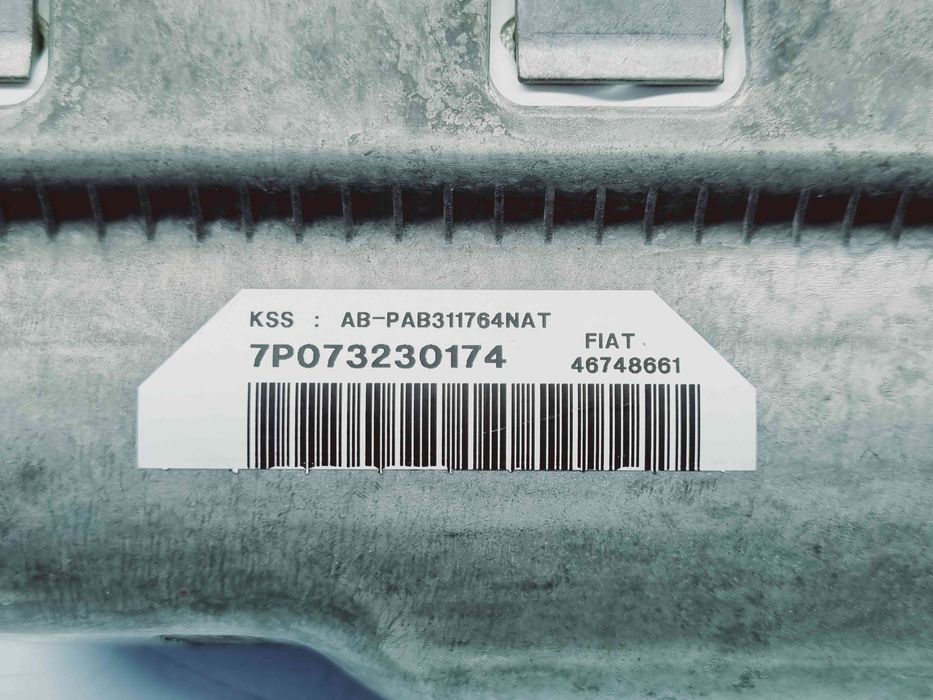 KSS : AB-PAB311764NAT
7P073230174
FIAT
46748661